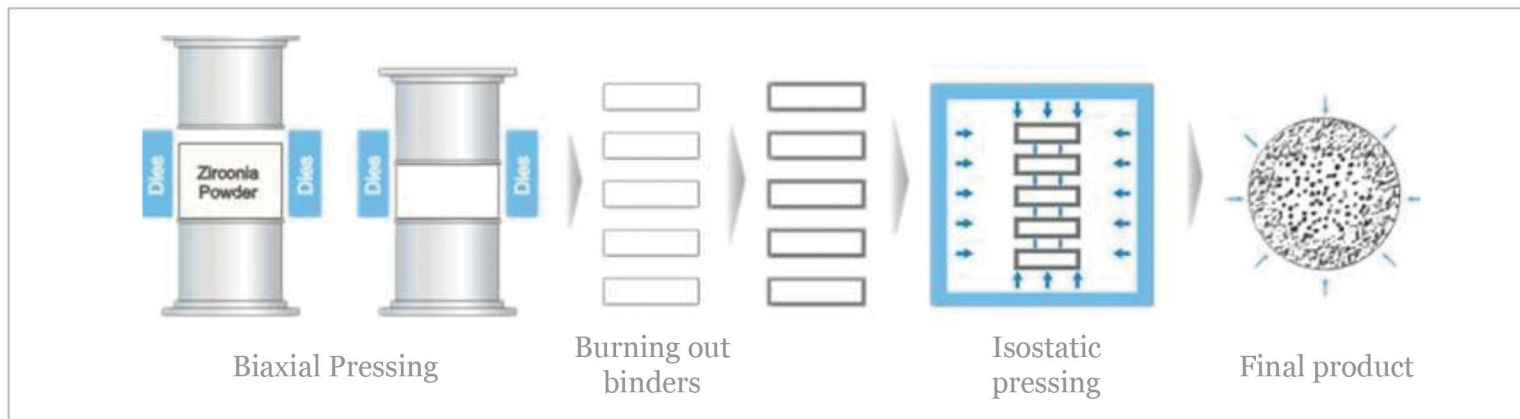 Dies
Zirconia
Powder
Dies
Dies
Dies
Biaxial Pressing
Burning out
binders
Isostatic
pressing
Final product